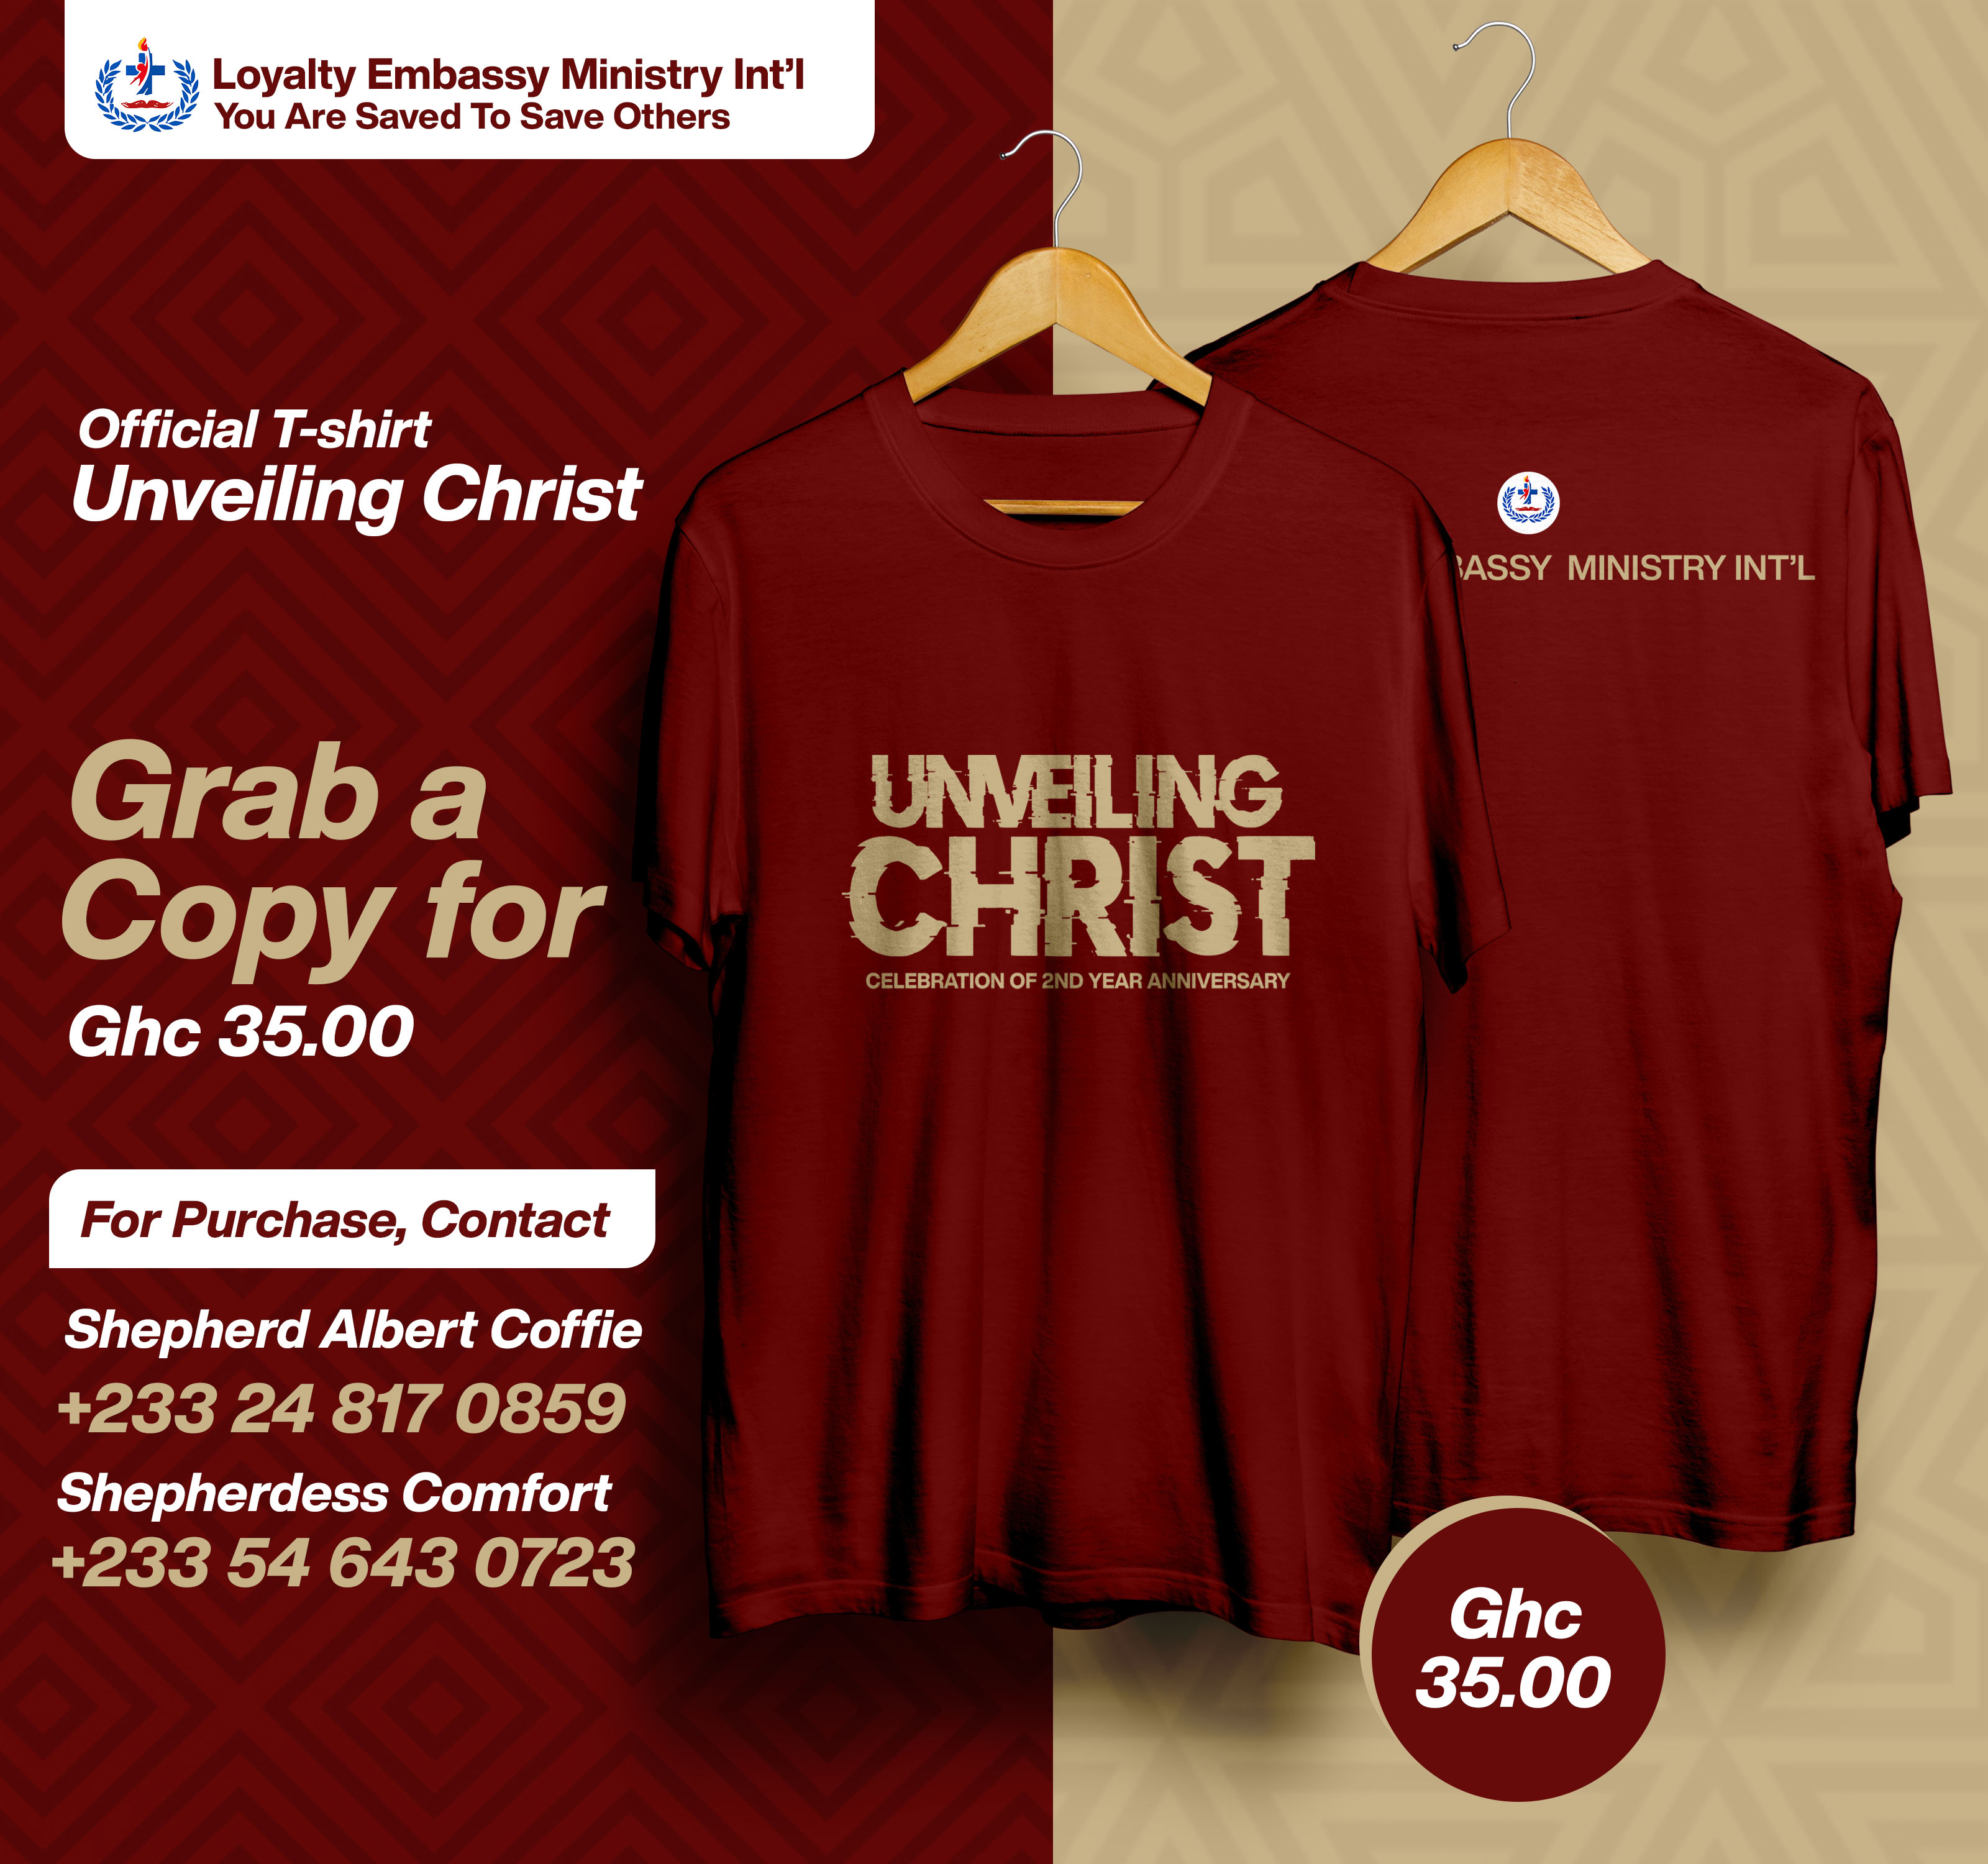 Loyalty Embassy Ministry Int'l
You Are Saved To Save Others
Official T-shirt
Unveiling Christ
Grab a
Copy for
Ghc 35.00
For Purchase, Contact
Shepherd Albert Coffie
+233 24 817 0859
Shepherdess Comfort
+233 54 643 0723
UNVEILING
CHRIST
CELEBRATION OF 2ND YEAR ANNIVERSARY
MINISTRY INT'L
Ghc
35.00